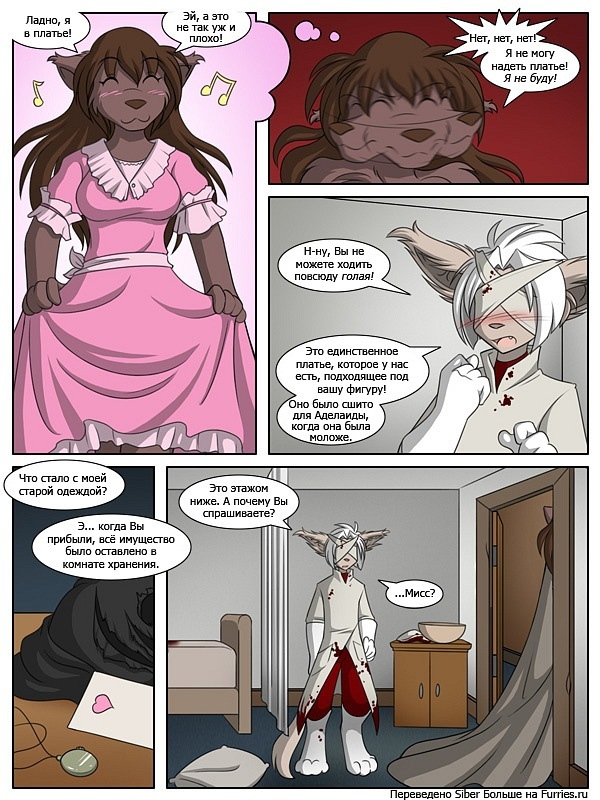 Ладно, я
в платье!
Эй, а это
не так уж и
плохо!
Нет, нет, нет!
Я не могу
надеть платье!
Я не буду!
Н-ну, Вы не
можете ходить
повсюду голая!
Это единственное
платье, которое у нас
есть, подходящее под
вашу фигуру!
Оно было сшито
для Аделаиды,
когда она была
моложе.
Что стало с моей
старой одеждой?
Э... когда Вы
прибыли, всё имущество
было оставлено в
комнате хранения.
Это этажом
ниже. А почему Вы
спрашиваете?
...Мисс?
Переведено Siber Больше на Furries.ru